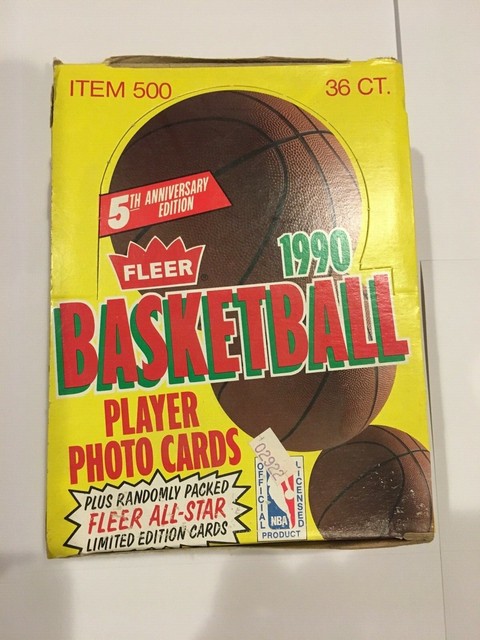 ITEM 500
36 CT.
5TH ANNIVERSARY
EDITION
FLEER
1990
BASKETBALL
PLAYER
PHOTO CARDS
PLUS RANDOMLY PACKED
FLEER ALL-STAR
LIMITED EDITION CARDS
02922
OFFICIAL
LICENSED
NBA
PRODUCT